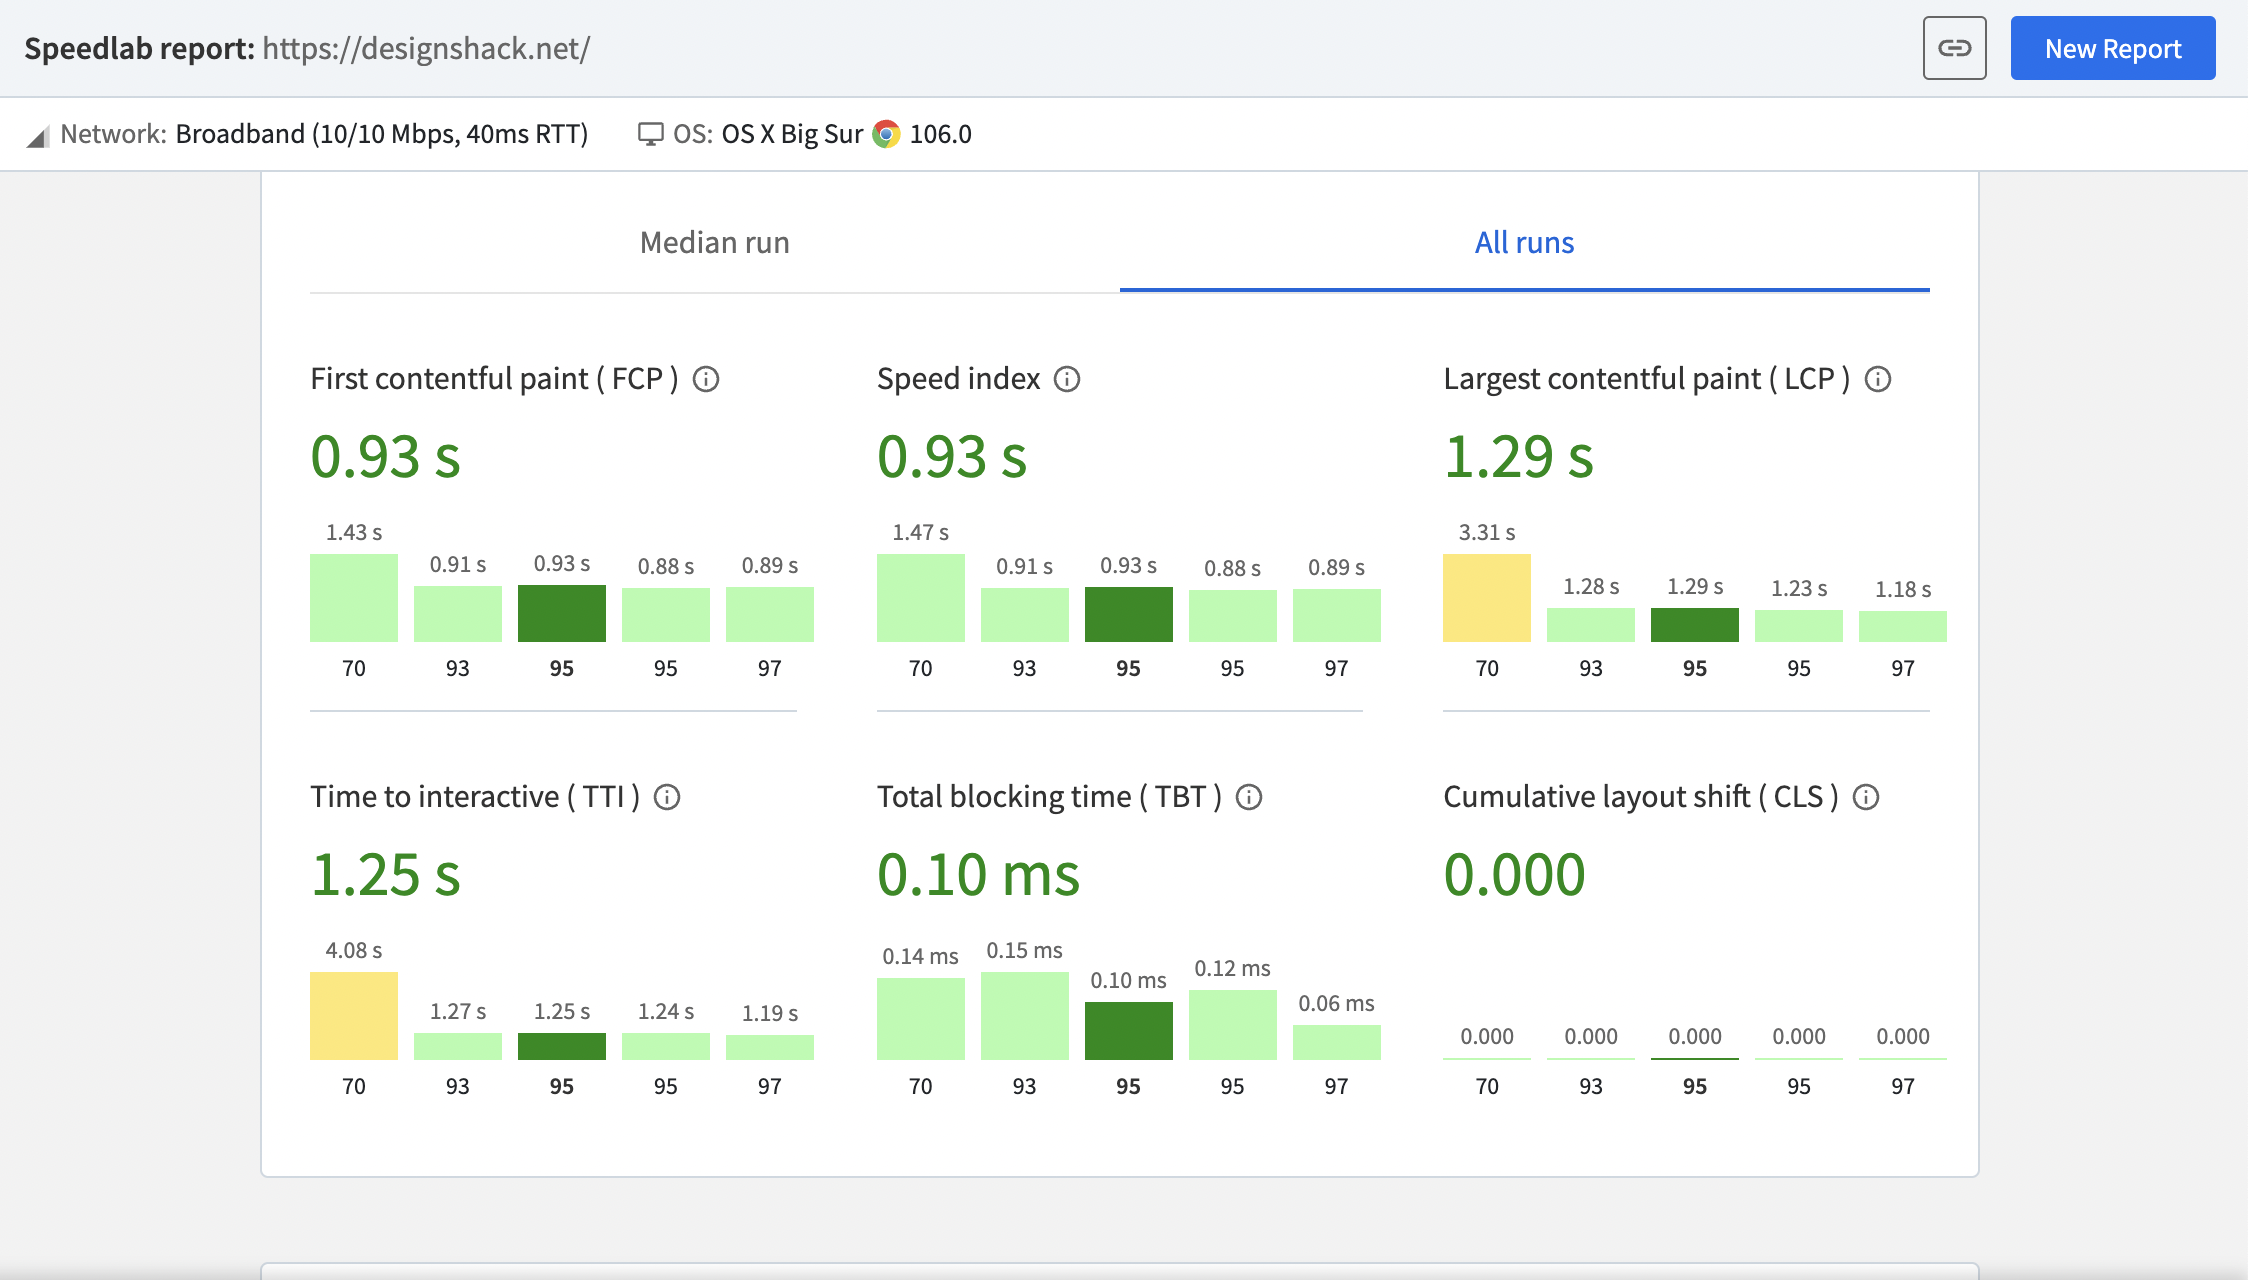 Speedlab report: https://designshack.net/
New Report
Network: Broadband (10/10 Mbps, 40ms RTT)
OS: OS X Big Sur 106.0
Median run
All runs
First contentful paint ( FCP )
0.93 s
1.43 s
0.91 s
0.93 s
0.88 s
0.89 s
70
93
95
95
97
Speed index
0.93 s
1.47 s
0.91 s
0.93 s
0.88 s
0.89 s
70
93
95
95
97
Largest contentful paint ( LCP )
1.29 s
3.31 s
1.28 s
1.29 s
1.23 s
1.18 s
70
93
95
95
97
Time to interactive ( TTI )
1.25 s
4.08 s
1.27 s
1.25 s
1.24 s
1.19 s
70
93
95
95
97
Total blocking time ( TBT )
0.10 ms
0.14 ms
0.15 ms
0.10 ms
0.12 ms
0.06 ms
70
93
95
95
97
Cumulative layout shift ( CLS )
0.000
0.000
0.000
0.000
0.000
0.000
70
93
95
95
97